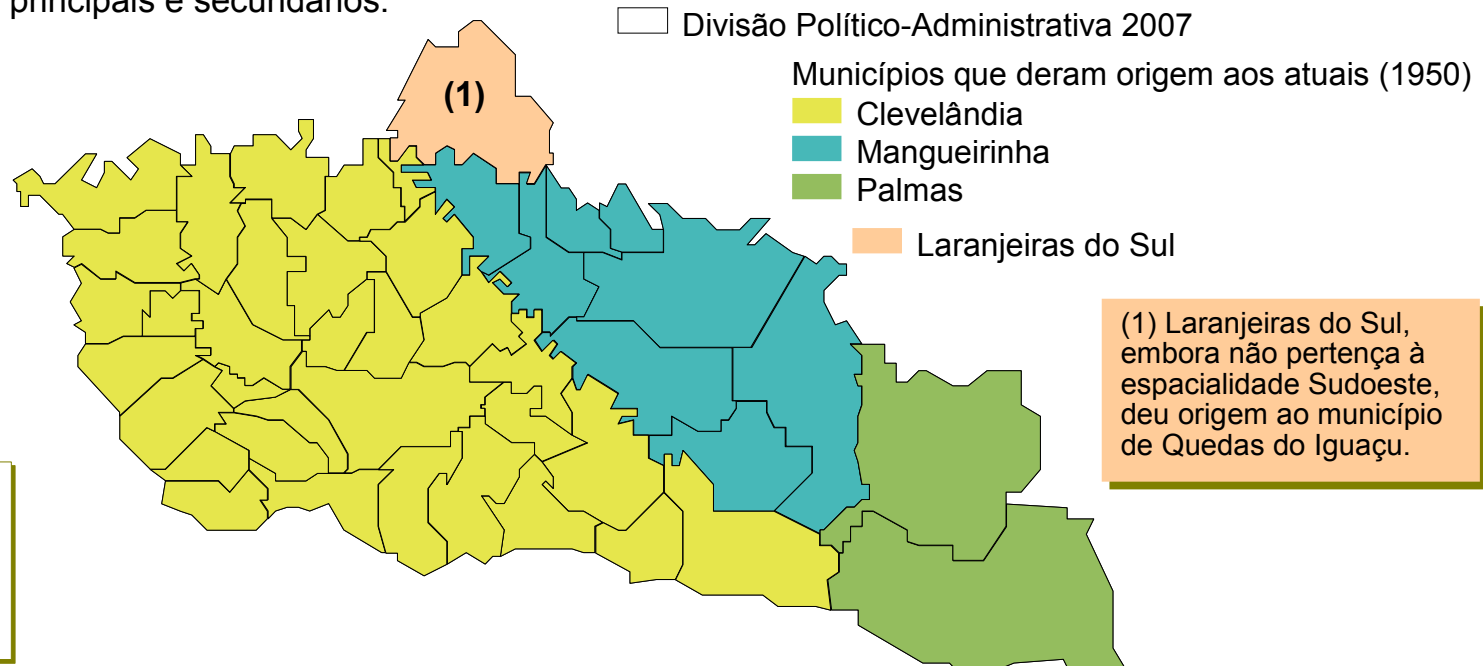 principais e secundários.
Divisão Político-Administrativa 2007
Municípios que deram origem aos atuais (1950)
(1)
Clevelândia
Mangueirinha
Palmas
Laranjeiras do Sul
(1) Laranjeiras do Sul,
embora não pertença à
espacialidade Sudoeste,
deu origem ao município
de Quedas do Iguaçu.